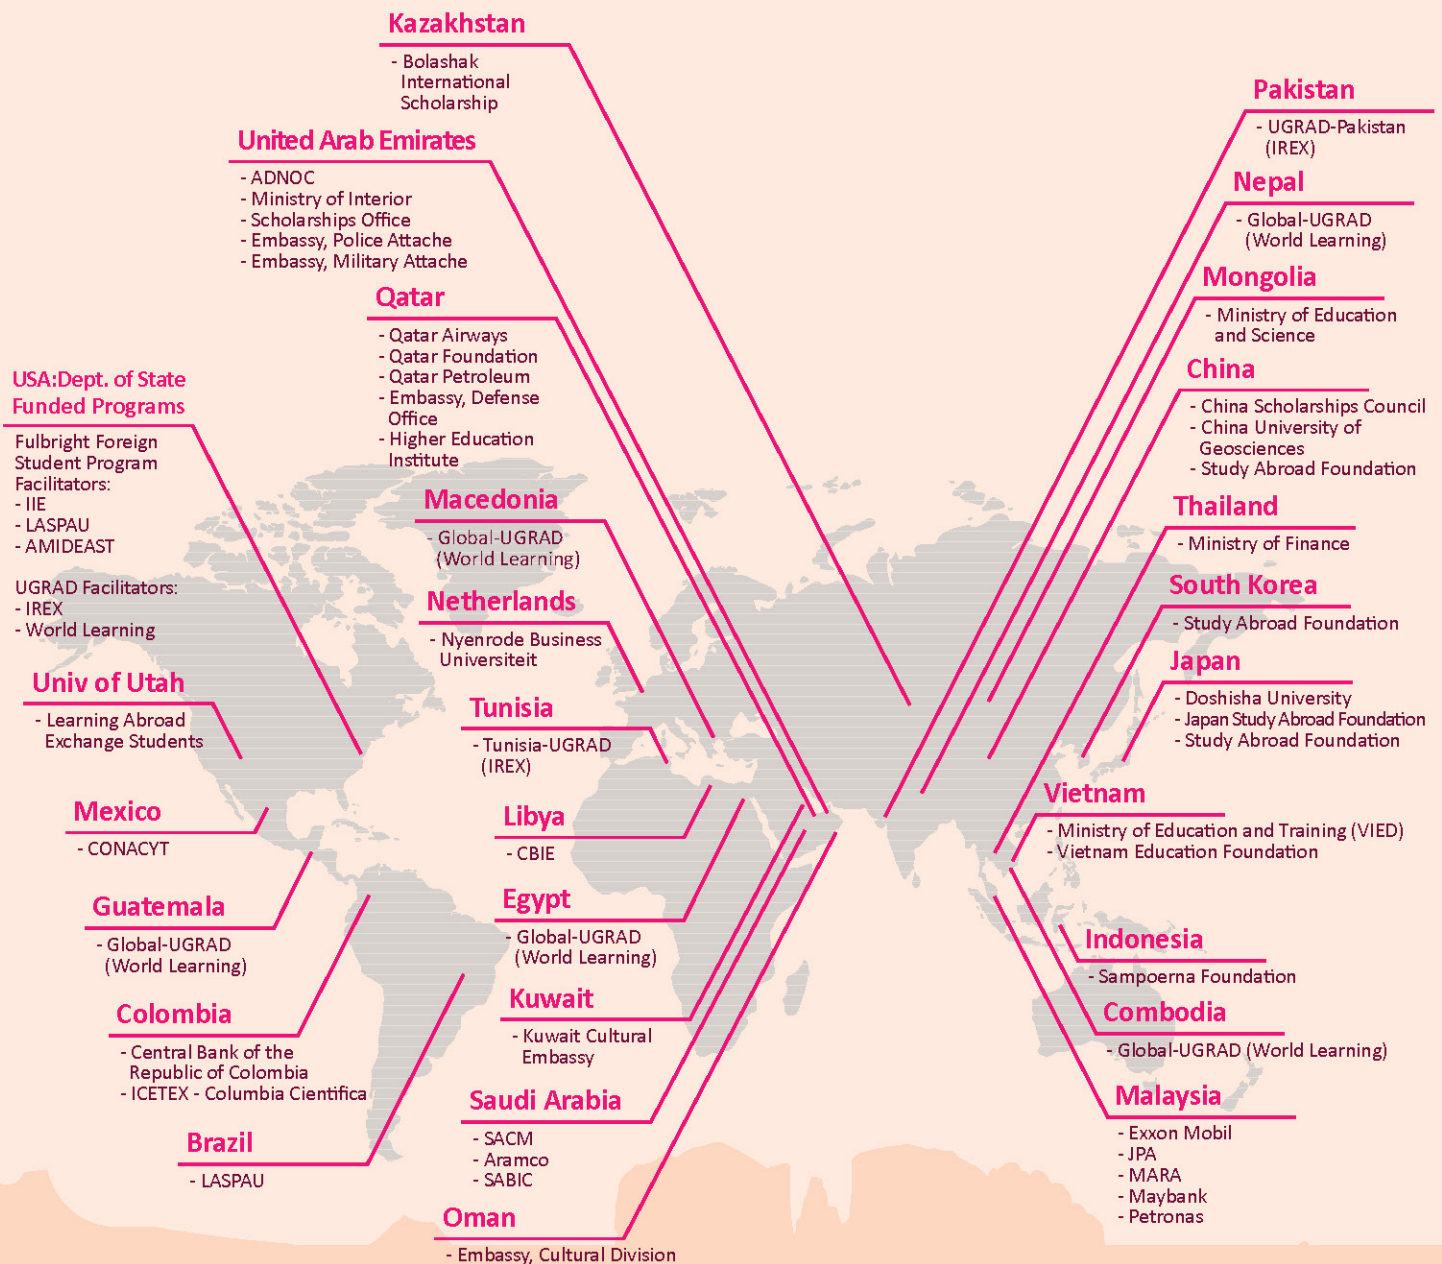 Kazakhstan
- Bolashak
International
Scholarship
United Arab Emirates
- ADNOC
- Ministry of Interior
- Scholarships Office
- Embassy, Police Attache
- Embassy, Military Attache
Qatar
- Qatar Airways
- Qatar Foundation
- Qatar Petroleum
- Embassy, Defense
Office
- Higher Education
Institute
USA:Dept. of State
Funded Programs
Fulbright Foreign
Student Program
Facilitators:
- IIE
- LASPAU
- AMIDEAST
UGRAD Facilitators:
- IREX
- World Learning
Macedonia
- Global-UGRAD
(World Learning)
Netherlands
- Nyenrode Business
Universiteit
Univ of Utah
- Learning Abroad
Exchange Students
Tunisia
- Tunisia-UGRAD
(IREX)
Mexico
- CONACYT
Libya
- CBIE
Guatemala
- Global-UGRAD
(World Learning)
Egypt
- Global-UGRAD
(World Learning)
Colombia
- Central Bank of the
Republic of Colombia
- ICETEX - Columbia Cientifica
Kuwait
- Kuwait Cultural
Embassy
Brazil
- LASPAU
Saudi Arabia
- SACM
- Aramco
- SABIC
Oman
- Embassy, Cultural Division
Pakistan
- UGRAD-Pakistan
(IREX)
Nepal
- Global-UGRAD
(World Learning)
Mongolia
- Ministry of Education
and Science
China
- China Scholarships Council
- China University of
Geosciences
- Study Abroad Foundation
Thailand
- Ministry of Finance
South Korea
- Study Abroad Foundation
Japan
- Doshisha University
- Japan Study Abroad Foundation
- Study Abroad Foundation
Vietnam
- Ministry of Education and Training (VIED)
- Vietnam Education Foundation
Indonesia
- Sampoerna Foundation
Combodia
- Global-UGRAD (World Learning)
Malaysia
- Exxon Mobil
- JPA
- MARA
- Maybank
- Petronas